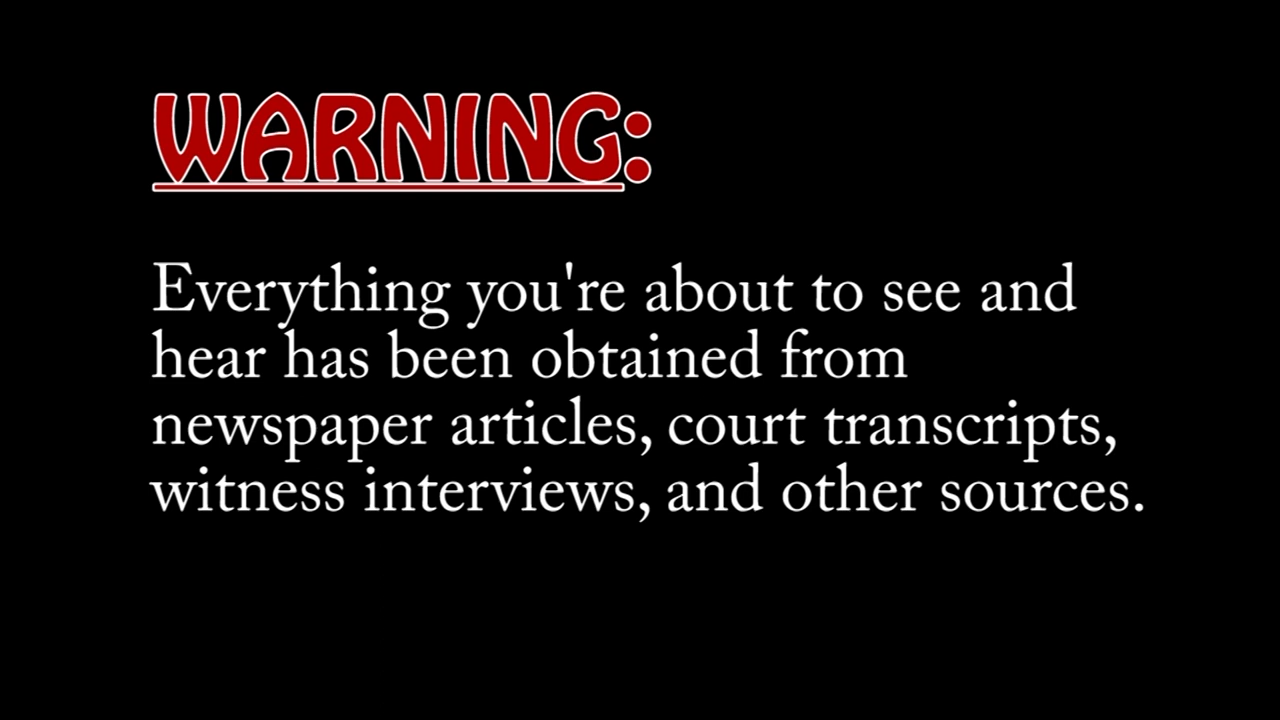 WARNING:
Everything you're about to see and
hear has been obtained from
newspaper articles, court transcripts,
witness interviews, and other sources.